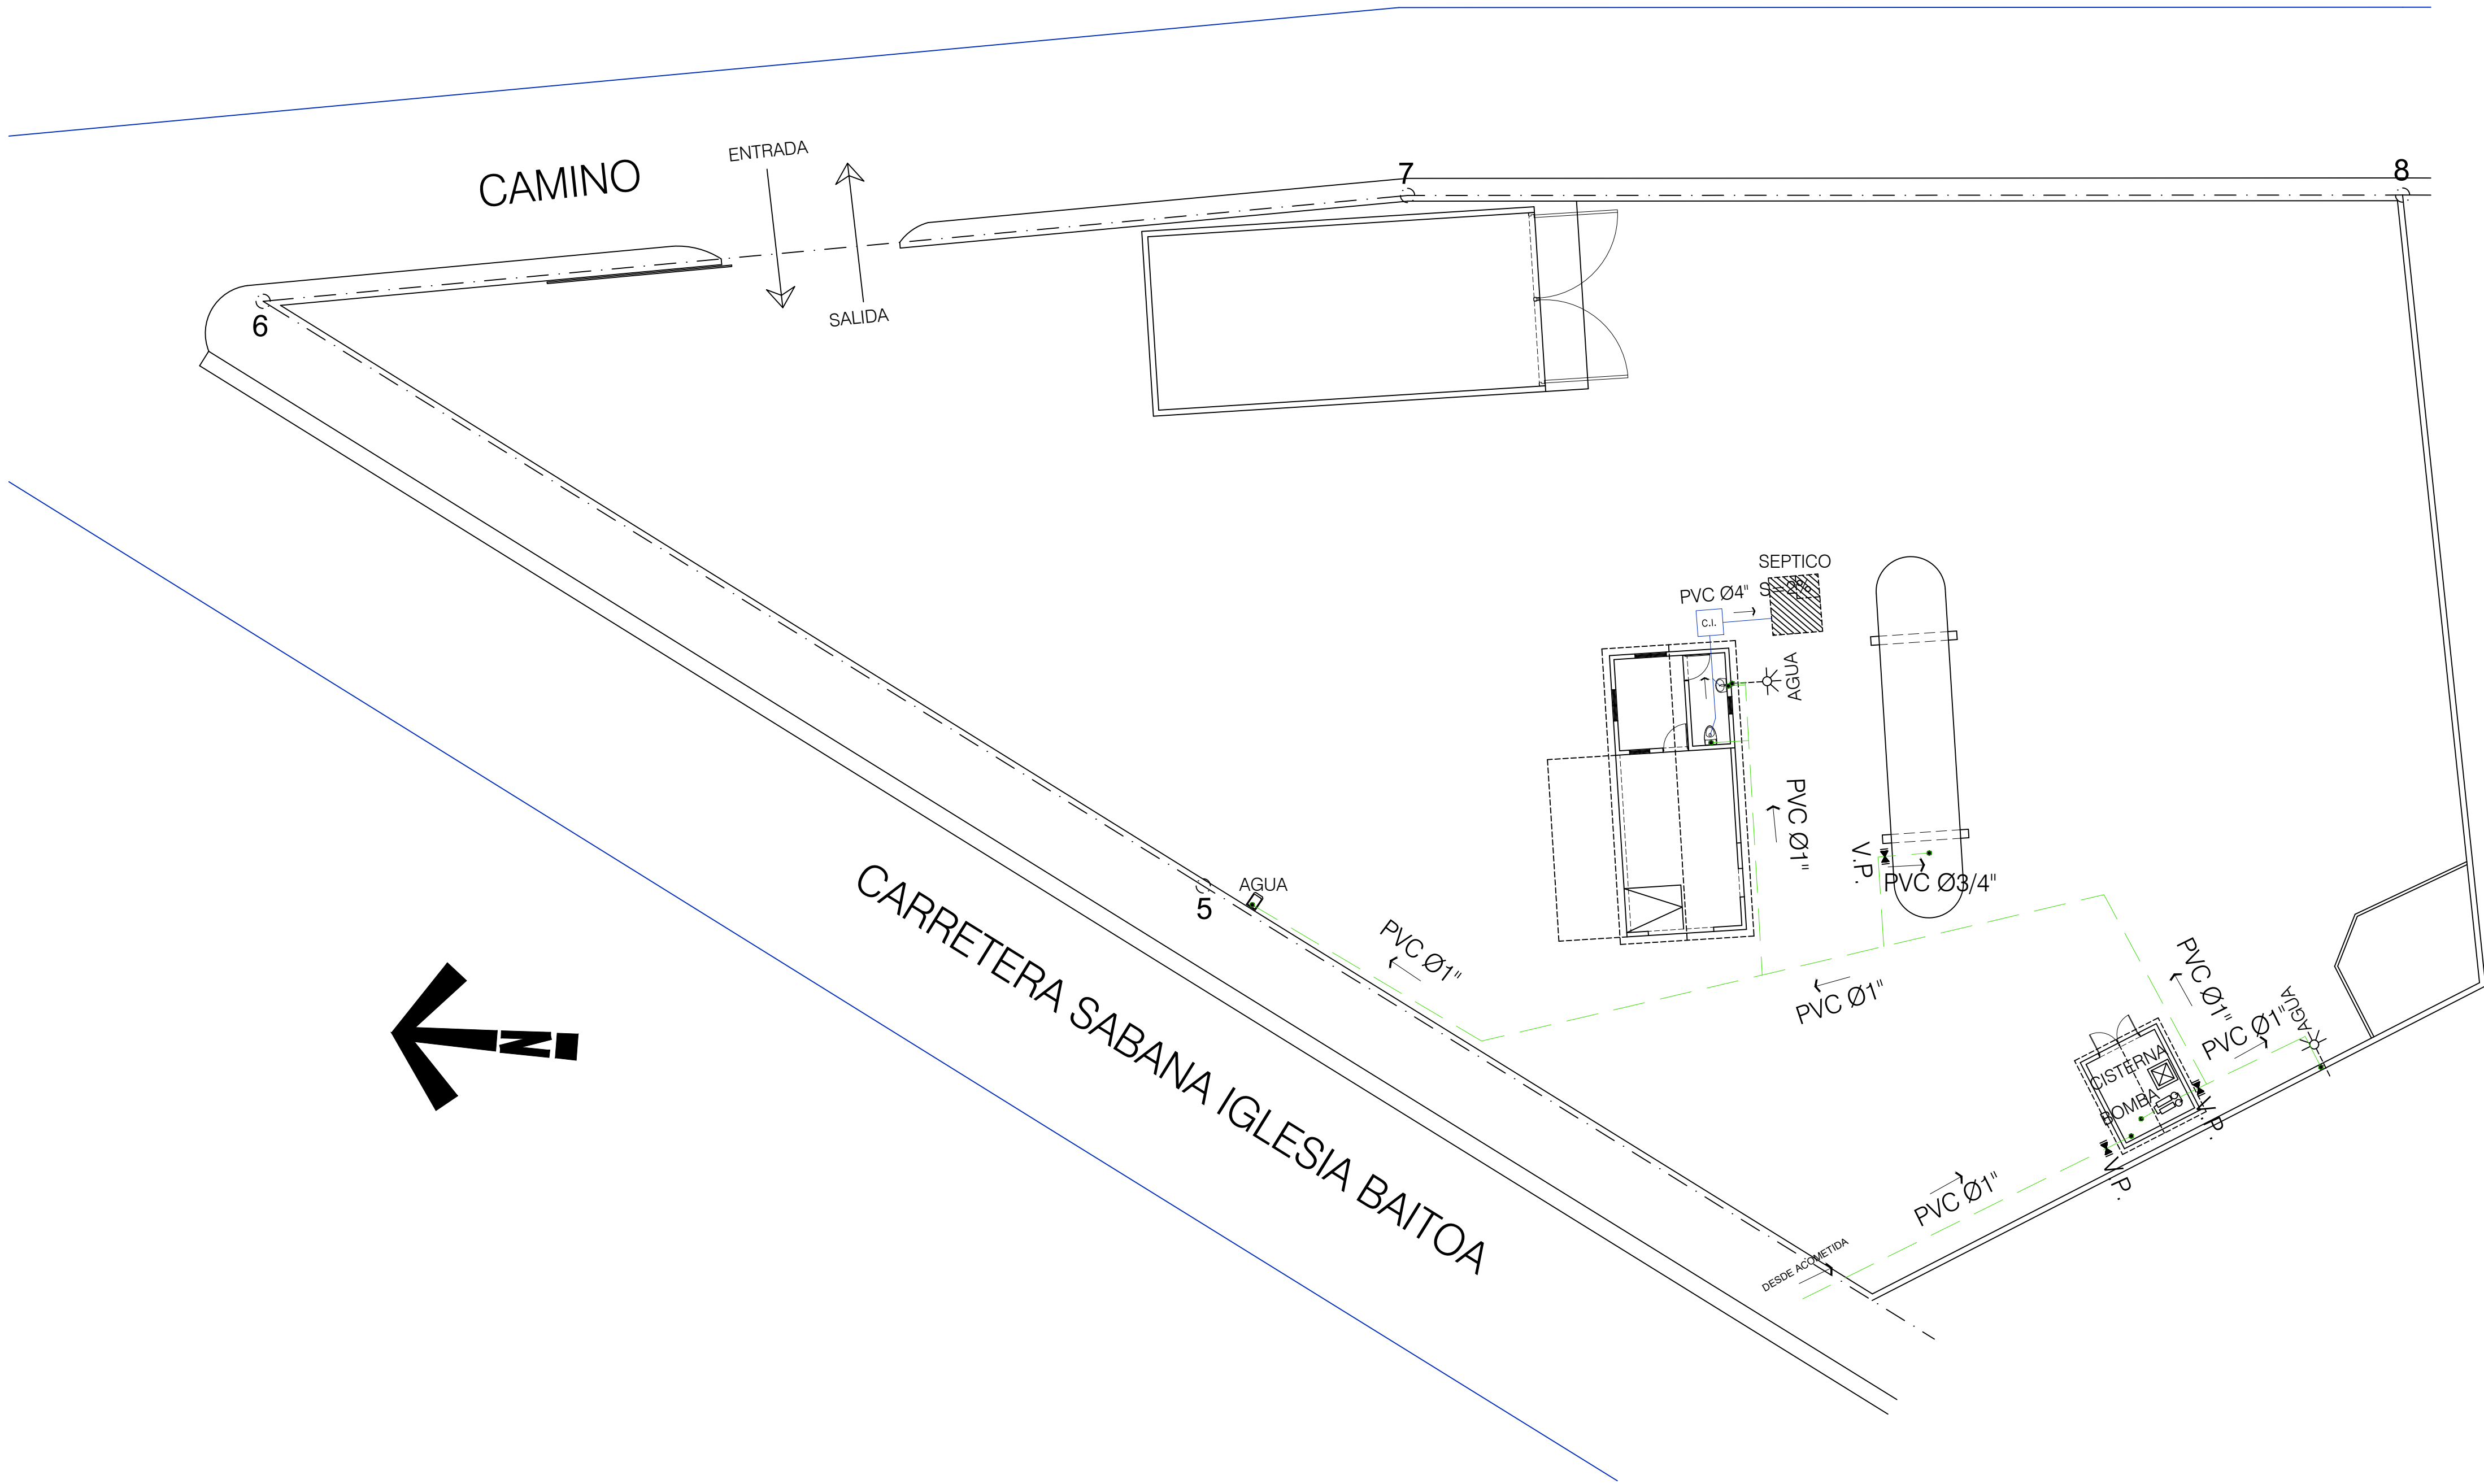 CAMINO
ENTRADA
SALIDA
7
8
6
SEPTICO
PVC Ø4"
C.I.
AGUA
PVC Ø1"
V.P.
PVC Ø3/4"
AGUA
5
PVC Ø1"
PVC Ø1"
PVC Ø1"
PVC Ø1"
AGUA
CISTERNA
BOMBA
V.P.
V.P.
PVC Ø1"
DESDE ACOMETIDA
CARRETERA SABANA IGLESIA BAITOA
N